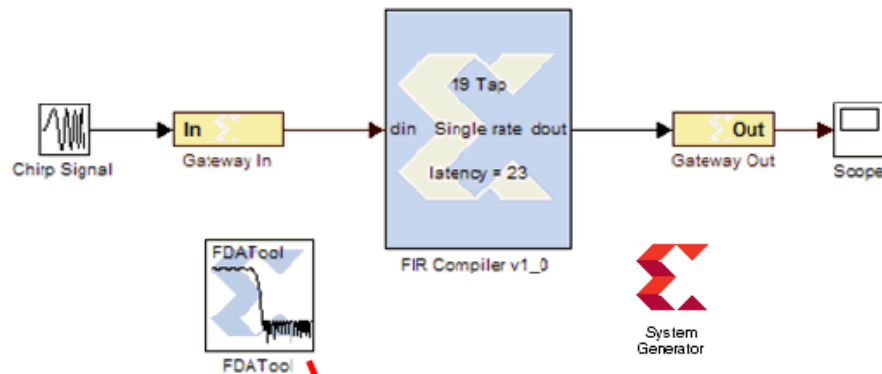 19 Tap
In
din Single rate dout
Out
Chirp Signal
Gateway In
latency = 23
Gateway Out
Scope
FDATool
FIR Compiler v1_0
System
Generator
FDATool